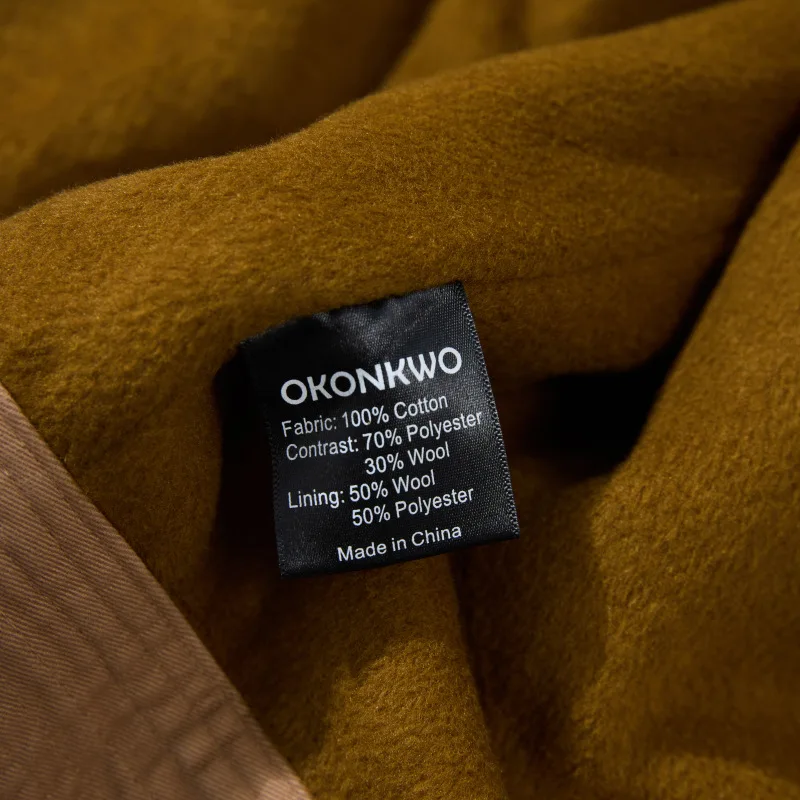 OKONKWO
Fabric: 100% Cotton
Contrast: 70% Polyester
30% Wool
Lining: 50% Wool
50% Polyester
Made in China